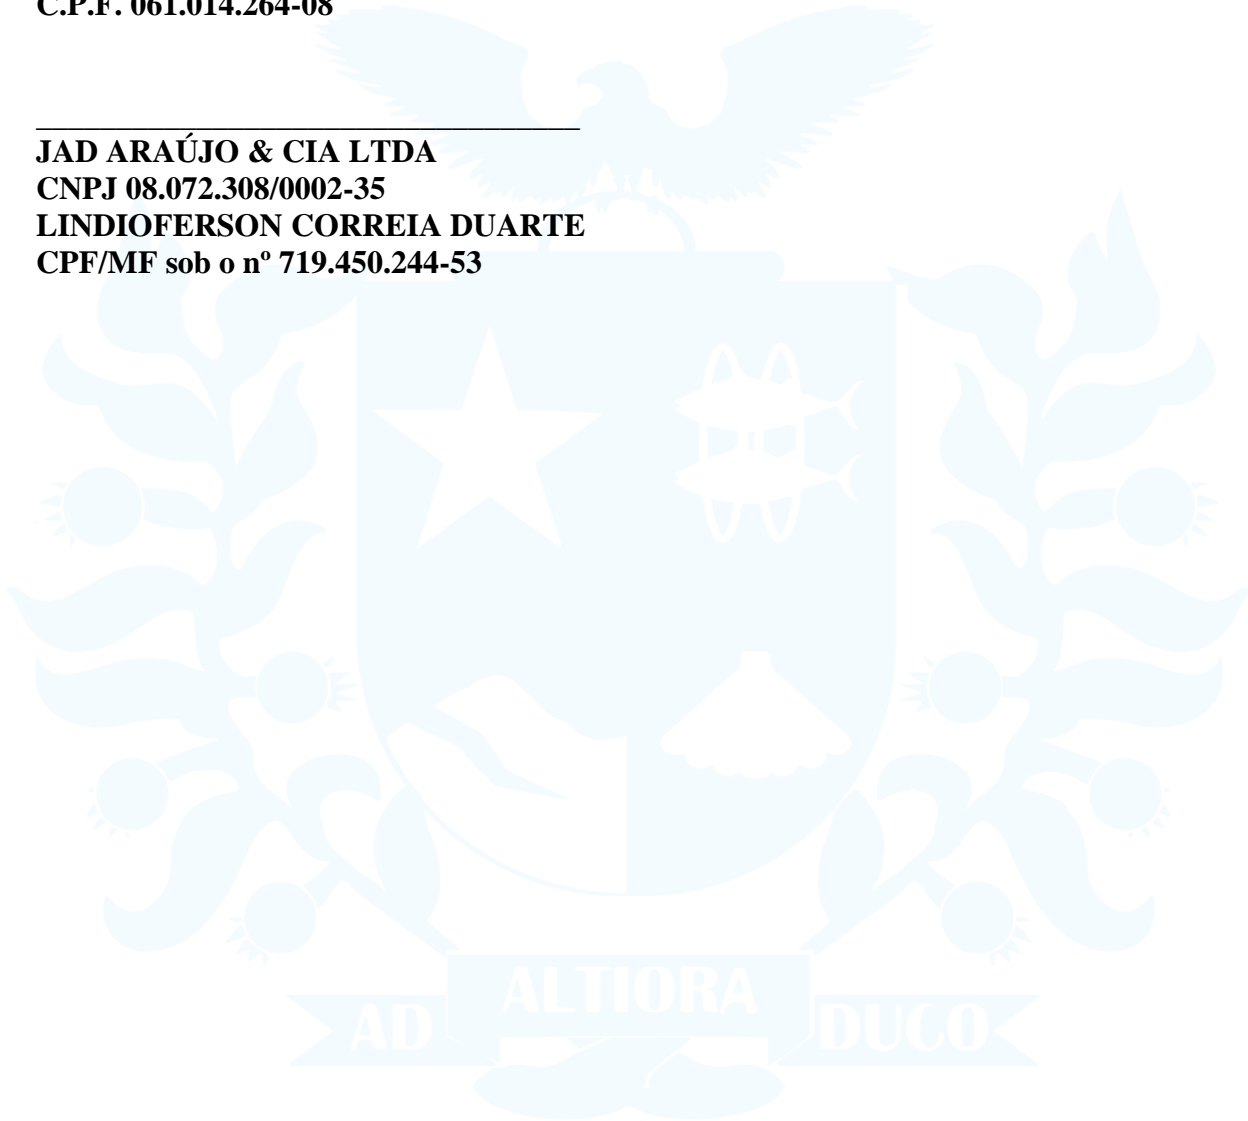 C.P.F. 061.014.264-08
__________________________________
JAD ARAÚJO & CIA LTDA
CNPJ 08.072.308/0002-35
LINDIOFERSON CORREIA DUARTE
CPF/MF sob o nº 719.450.244-53
AD ALTIORA DUCO